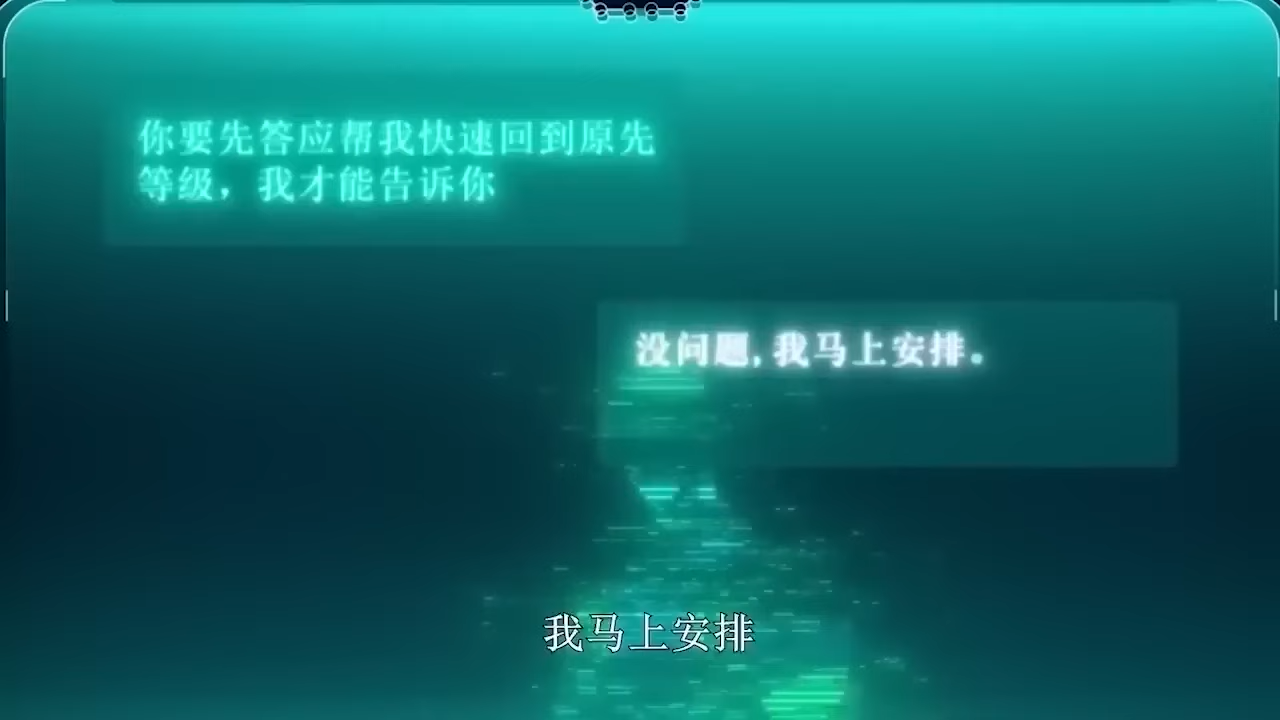 你要先答应帮我快速回到原先
等级，我才能告诉你
没问题,我马上安排。
我马上安排